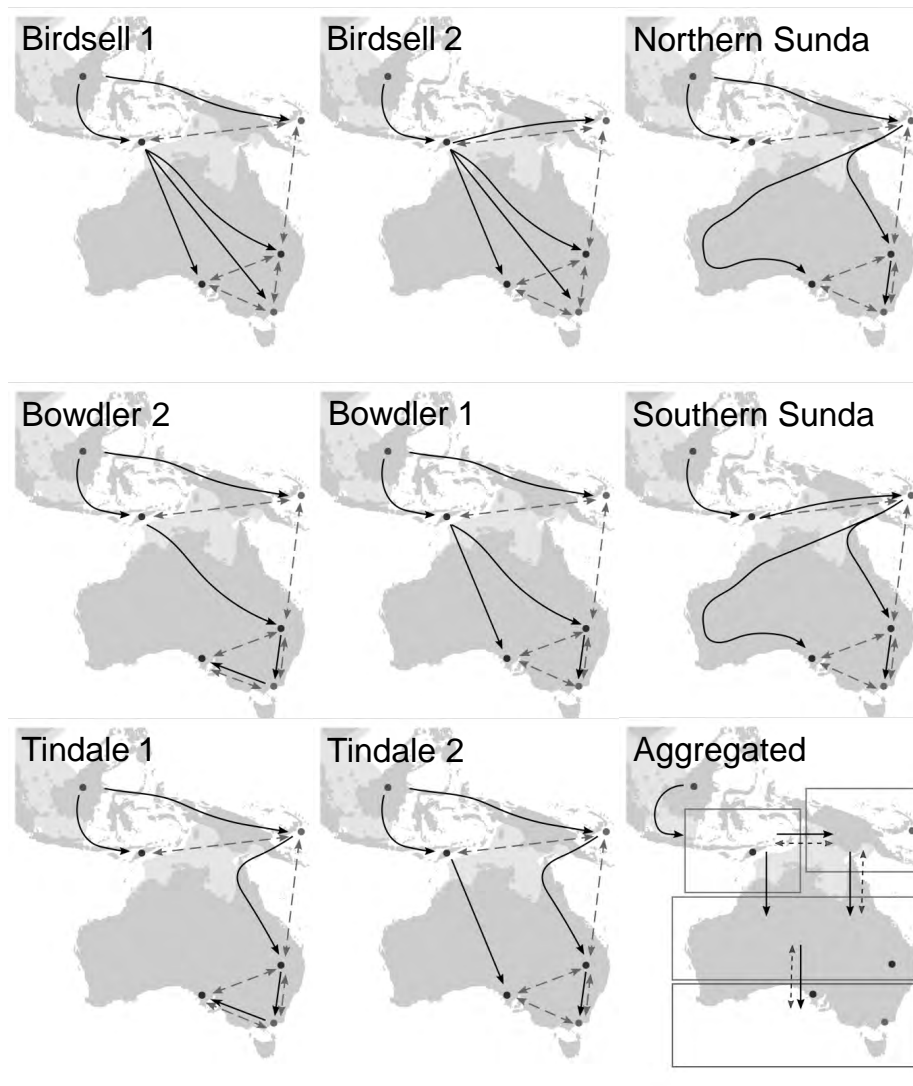 Birdsell 1
Birdsell 2
Northern Sunda
Bowdler 2
Bowdler 1
Southern Sunda
Tindale 1
Tindale 2
Aggregated